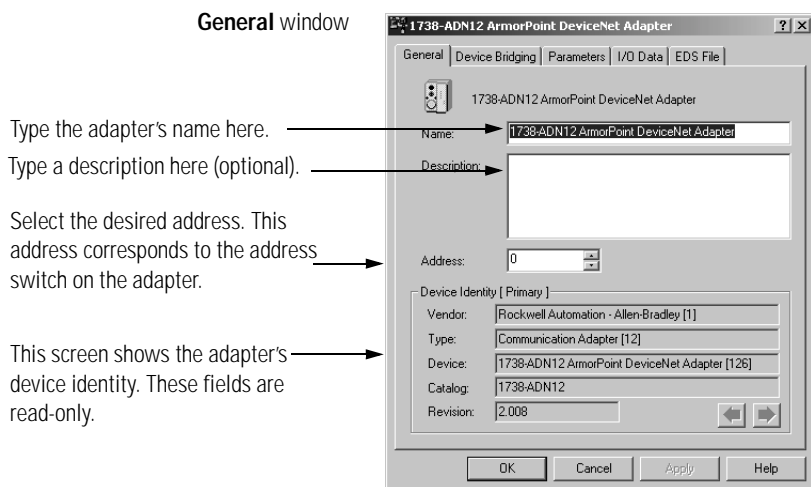 General window
1738-ADN12 ArmorPoint DeviceNet Adapter
General
Device Bridging
Parameters
I/O Data
EDS File
1738-ADN12 ArmorPoint DeviceNet Adapter
Type the adapter's name here.
Name:
1738-ADN12 ArmorPoint DeviceNet Adapter
Type a description here (optional).
Description:
Select the desired address. This
address corresponds to the address
switch on the adapter.
Address:
0
Device Identity [ Primary ]
Vendor:
Rockwell Automation - Allen-Bradley [1]
Type:
Communication Adapter [12]
This screen shows the adapter's
device identity. These fields are
read-only.
Device:
1738-ADN12 ArmorPoint DeviceNet Adapter [126]
Catalog:
1738-ADN12
Revision:
2.008
OK
Cancel
Apply
Help